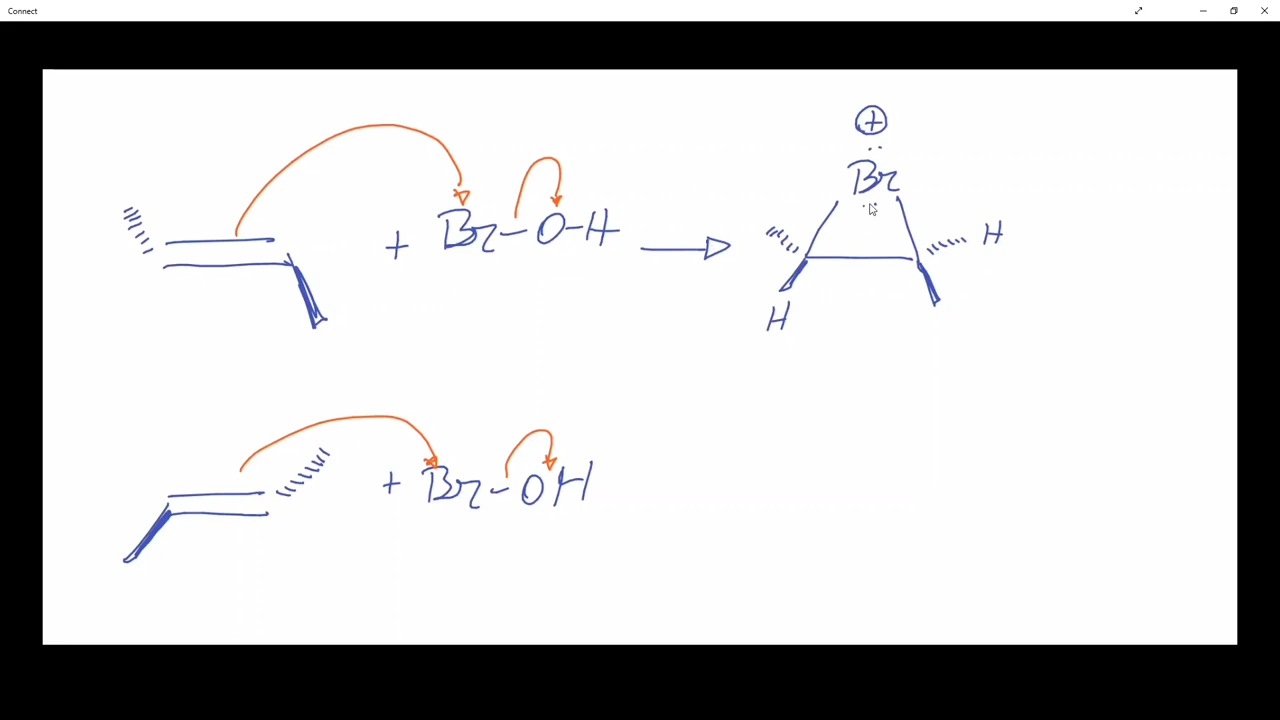 Connect
⊕
Br
+ Br-O-H
H
H
+ Br-OH